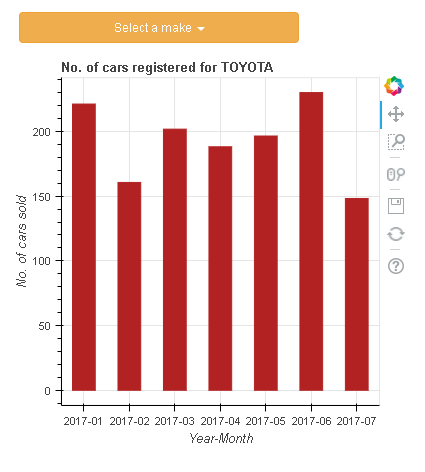 Select a make
No. of cars registered for TOYOTA
No. of cars sold
200
150
100
50
0
2017-01 2017-02 2017-03 2017-04 2017-05 2017-06 2017-07
Year-Month